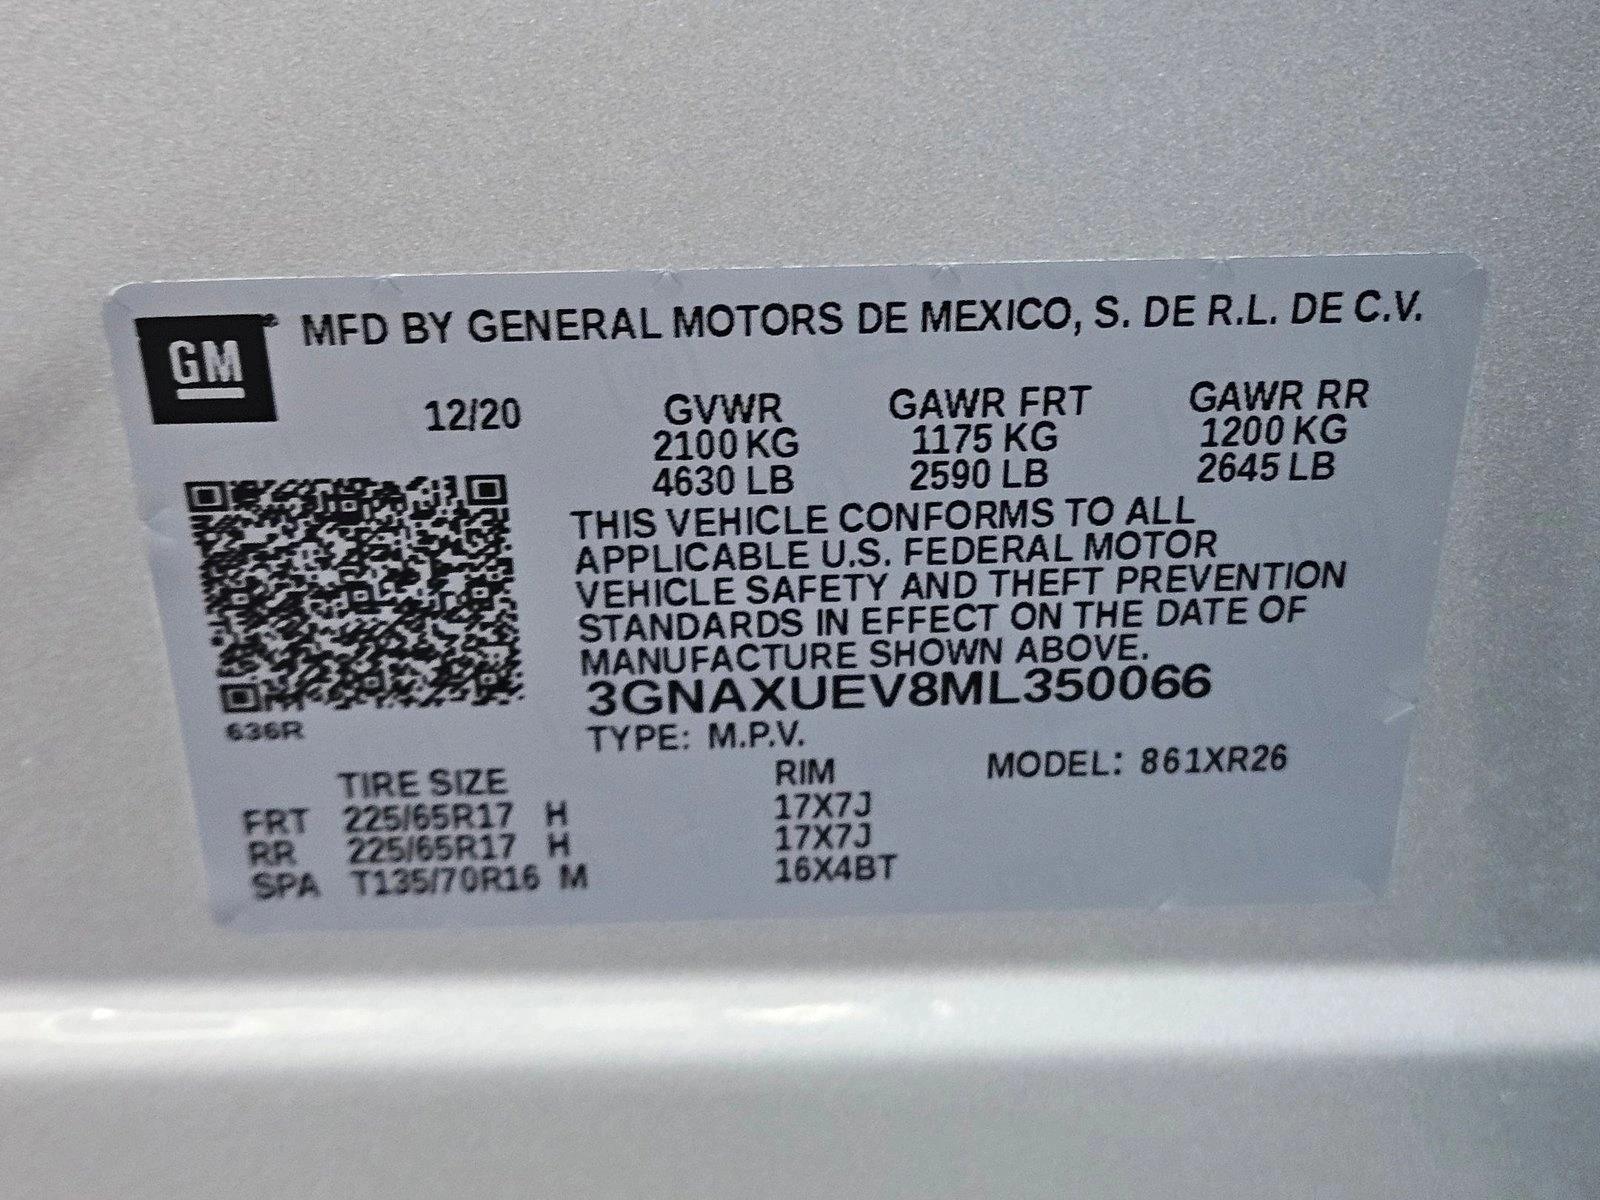 GM
MFD BY GENERAL MOTORS DE MEXICO, S. DE R.L. DE C.V.
12/20 GVWR GAWR FRT GAWR RR
2100 KG 1175 KG 1200 KG
4630 LB 2590 LB 2645 LB
THIS VEHICLE CONFORMS TO ALL
APPLICABLE U.S. FEDERAL MOTOR
VEHICLE SAFETY AND THEFT PREVENTION
STANDARDS IN EFFECT ON THE DATE OF
MANUFACTURE SHOWN ABOVE.
3GNAXUEV8ML350066
636R
TYPE: M.P.V.
TIRE SIZE RIM MODEL: 861XR26
FRT 225/65R17 H 17X7J
RR 225/65R17 H 17X7J
SPA T135/70R16 M 16X4BT